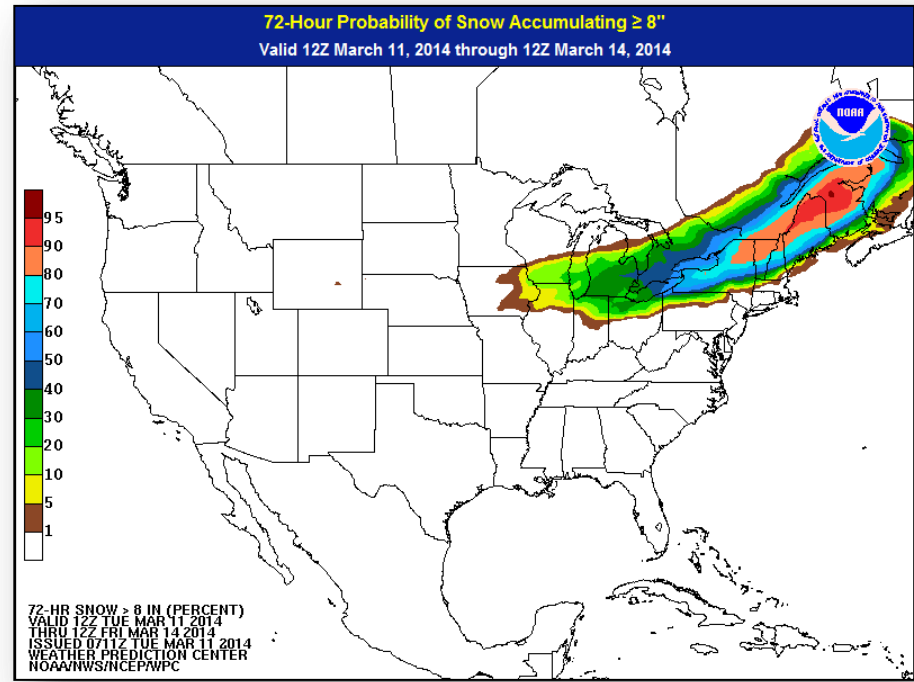 72-Hour Probability of Snow Accumulating ≥ 8"
Valid 12Z March 11, 2014 through 12Z March 14, 2014
NOAA
95
90
80
70
60
50
40
30
20
10
5
1
72-HR SNOW > 8 IN (PERCENT)
VALID 12Z TUE MAR 11 2014
THRU 12Z FRI MAR 14 2014
ISSUED 0711Z TUE MAR 11 2014
WEATHER PREDICTION CENTER
NOAA/NWS/NCEP/WPC